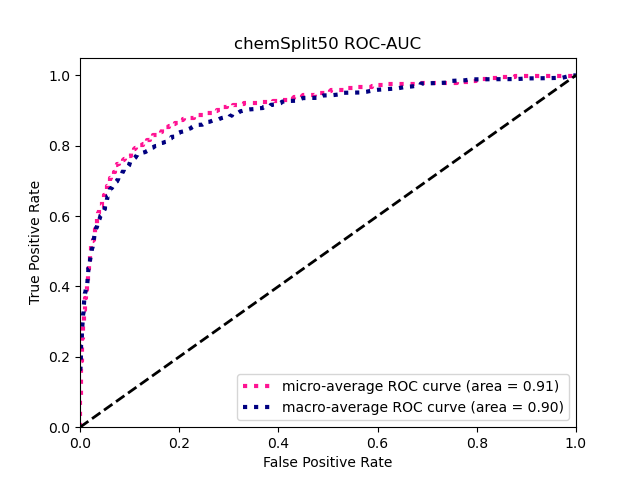 chemSplit50 ROC-AUC
1.0
0.8
0.6
0.4
0.2
0.0
True Positive Rate
micro-average ROC curve (area = 0.91)
macro-average ROC curve (area = 0.90)
0.0 0.2 0.4 0.6 0.8 1.0
False Positive Rate